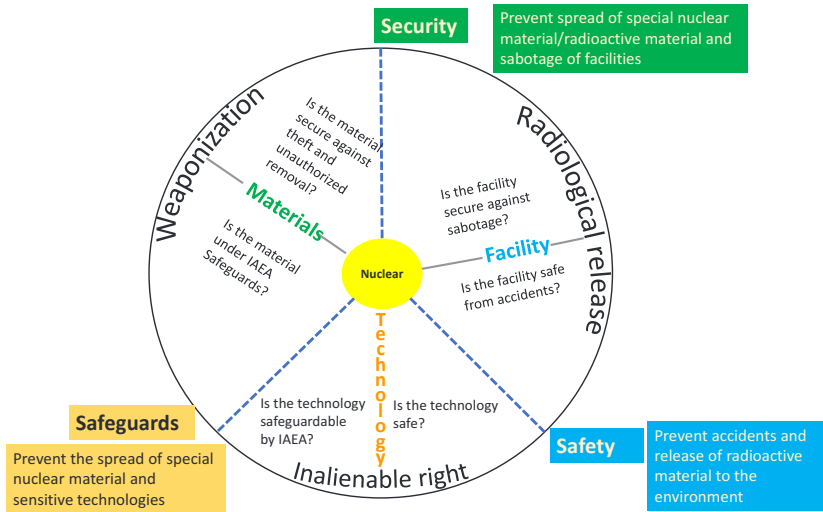 Security
Prevent spread of special nuclear
material/radioactive material and
sabotage of facilities
Weaponization
Is the material
secure against
theft and
unauthorized
removal?
Materials
Is the material
under IAEA
Safeguards?
Radiological release
Is the facility
secure against
sabotage?
Facility
Is the facility safe
from accidents?
Nuclear
Technology
Is the technology
safeguardable
by IAEA?
Is the technology
safe?
Inalienable right
Safeguards
Prevent the spread of special
nuclear material and
sensitive technologies
Safety
Prevent accidents and
release of radioactive
material to the
environment